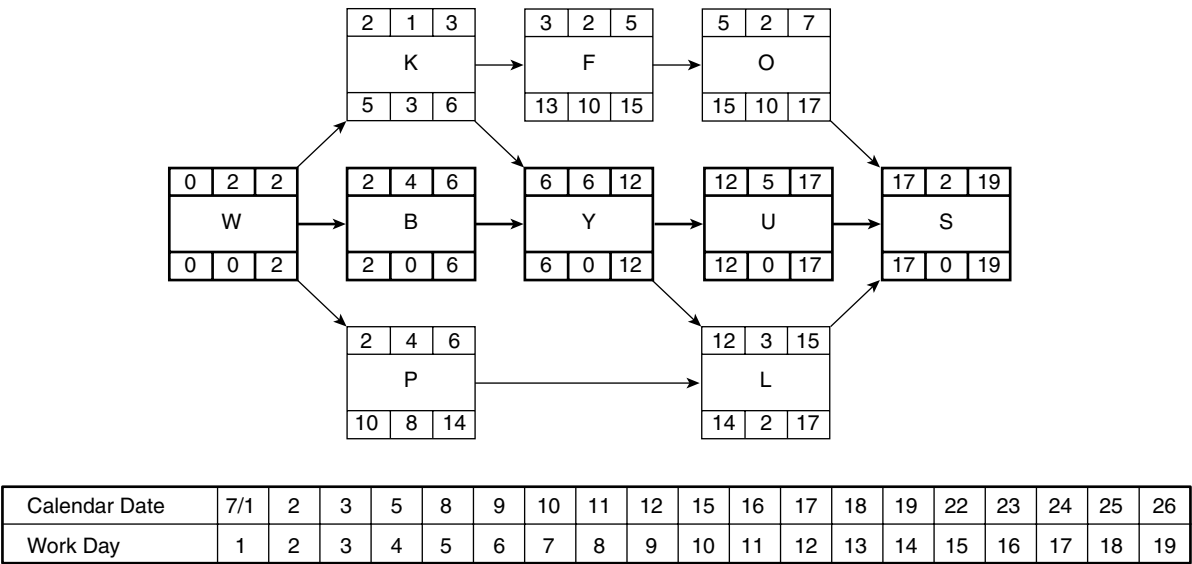 2 1 3 3 2 5 5 2 7
K F O
5 3 6 13 10 15 15 10 17
0 2 2 2 4 6 6 6 12 12 5 17 17 2 19
W B Y U S
0 0 2 2 0 6 6 0 12 12 0 17 17 0 19
2 4 6 12 3 15
P L
10 8 14 14 2 17
Calendar Date 7/1 2 3 5 8 9 10 11 12 15 16 17 18 19 22 23 24 25 26
Work Day 1 2 3 4 5 6 7 8 9 10 11 12 13 14 15 16 17 18 19